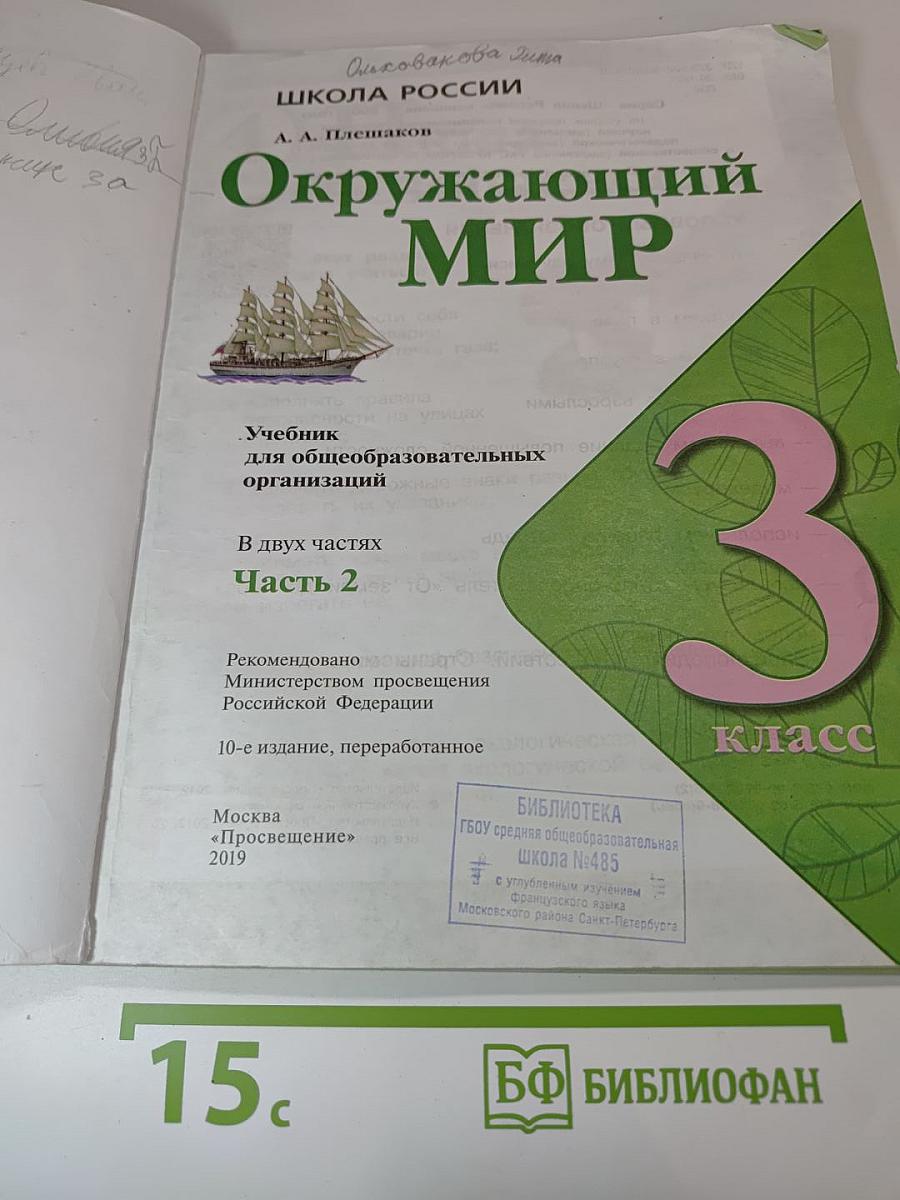 ШКОЛА РОССИИ
А. А. Плешаков
Окружающий
МИР
Учебник
для общеобразовательных
организаций
В двух частях
Часть 2
3
класс
Рекомендовано
Министерством просвещения
Российской Федерации
10-е издание, переработанное
Москва
«Просвещение»
2019
БИБЛИОТЕКА
ГБОУ средняя общеобразовательная
школа №485
с углубленным изучением
французского языка
Московского района Санкт-Петербурга
15 с
БФ БИБЛИОФАН